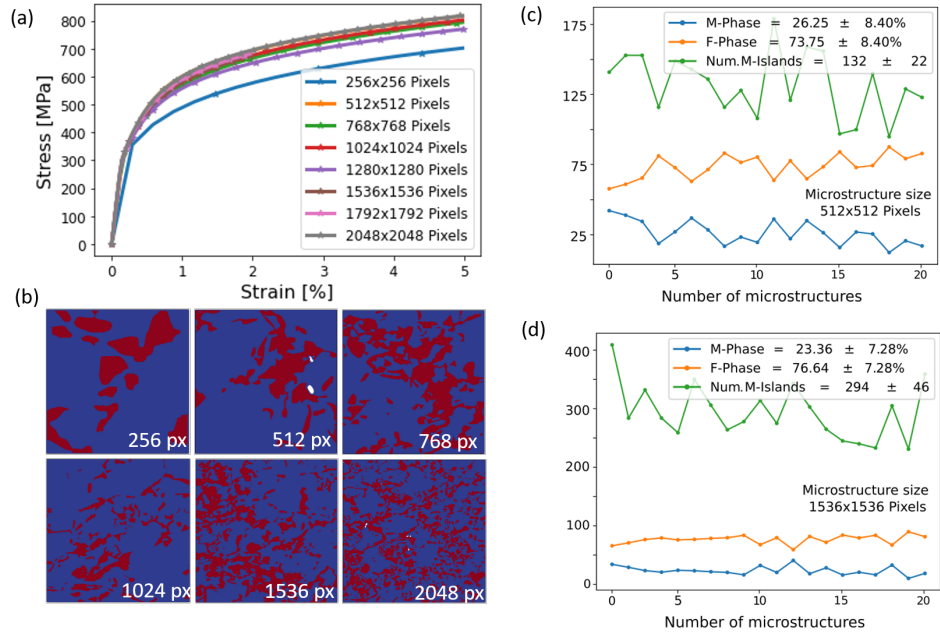 (a)
800
700
600
500
400
300
200
100
0
Stress [MPa]
256x256 Pixels
512x512 Pixels
768x768 Pixels
1024x1024 Pixels
1280x1280 Pixels
1536x1536 Pixels
1792x1792 Pixels
2048x2048 Pixels
0 1 2 3 4 5
Strain [%]
(b)
256 px
512 px
768 px
1024 px
1536 px
2048 px
(c)
175
125
75
25
M-Phase = 26.25 ± 8.40%
F-Phase = 73.75 ± 8.40%
Num.M-Islands = 132 ± 22
Microstructure size
512x512 Pixels
0 5 10 15 20
Number of microstructures
(d)
400
300
200
100
0
M-Phase = 23.36 ± 7.28%
F-Phase = 76.64 ± 7.28%
Num.M-Islands = 294 ± 46
Microstructure size
1536x1536 Pixels
0 5 10 15 20
Number of microstructures